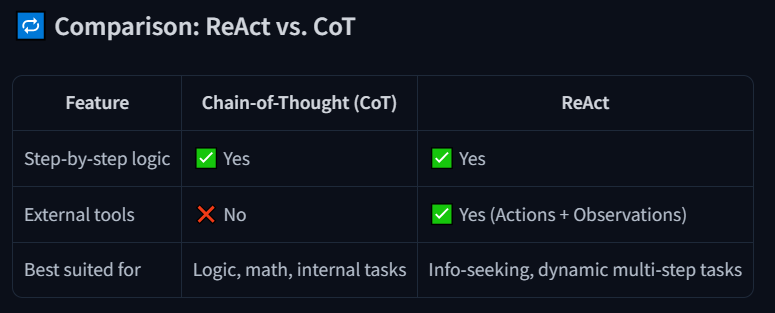 🔁 Comparison: ReAct vs. CoT
Feature Chain-of-Thought (CoT) ReAct
Step-by-step logic ✅ Yes ✅ Yes
External tools ❌ No ✅ Yes (Actions + Observations)
Best suited for Logic, math, internal tasks Info-seeking, dynamic multi-step tasks